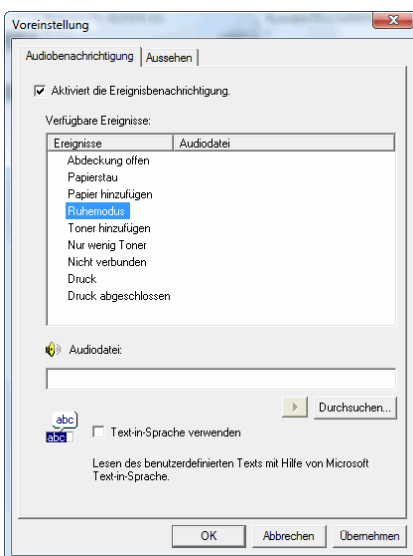 Voreinstellung
Audiobenachrichtigung Aussehen
Aktiviert die Ereignisbenachrichtigung.
Verfügbare Ereignisse:
Ereignisse Audiodatei
Abdeckung offen
Papierstau
Papier hinzufügen
Ruhemodus
Toner hinzufügen
Nur wenig Toner
Nicht verbunden
Druck
Druck abgeschlossen
Audiodatei:
Durchsuchen...
abc
abc
Text-in-Sprache verwenden
Lesen des benutzerdefinierten Texts mit Hilfe von Microsoft
Text-in-Sprache.
OK Abbrechen Übernehmen